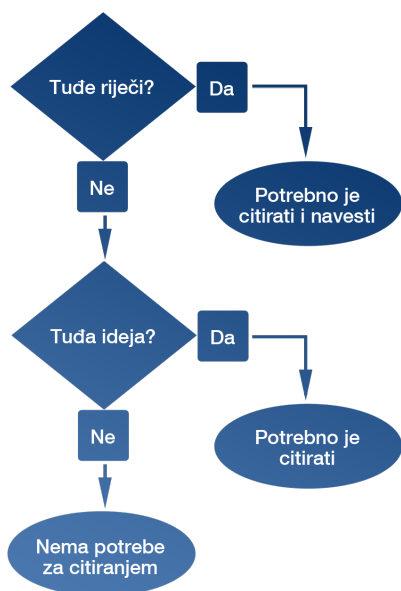 Tuđe riječi?
Da
Potrebno je
citirati i navesti
Ne
Tuđa ideja?
Da
Potrebno je
citirati
Ne
Nema potrebe
za citiranjem